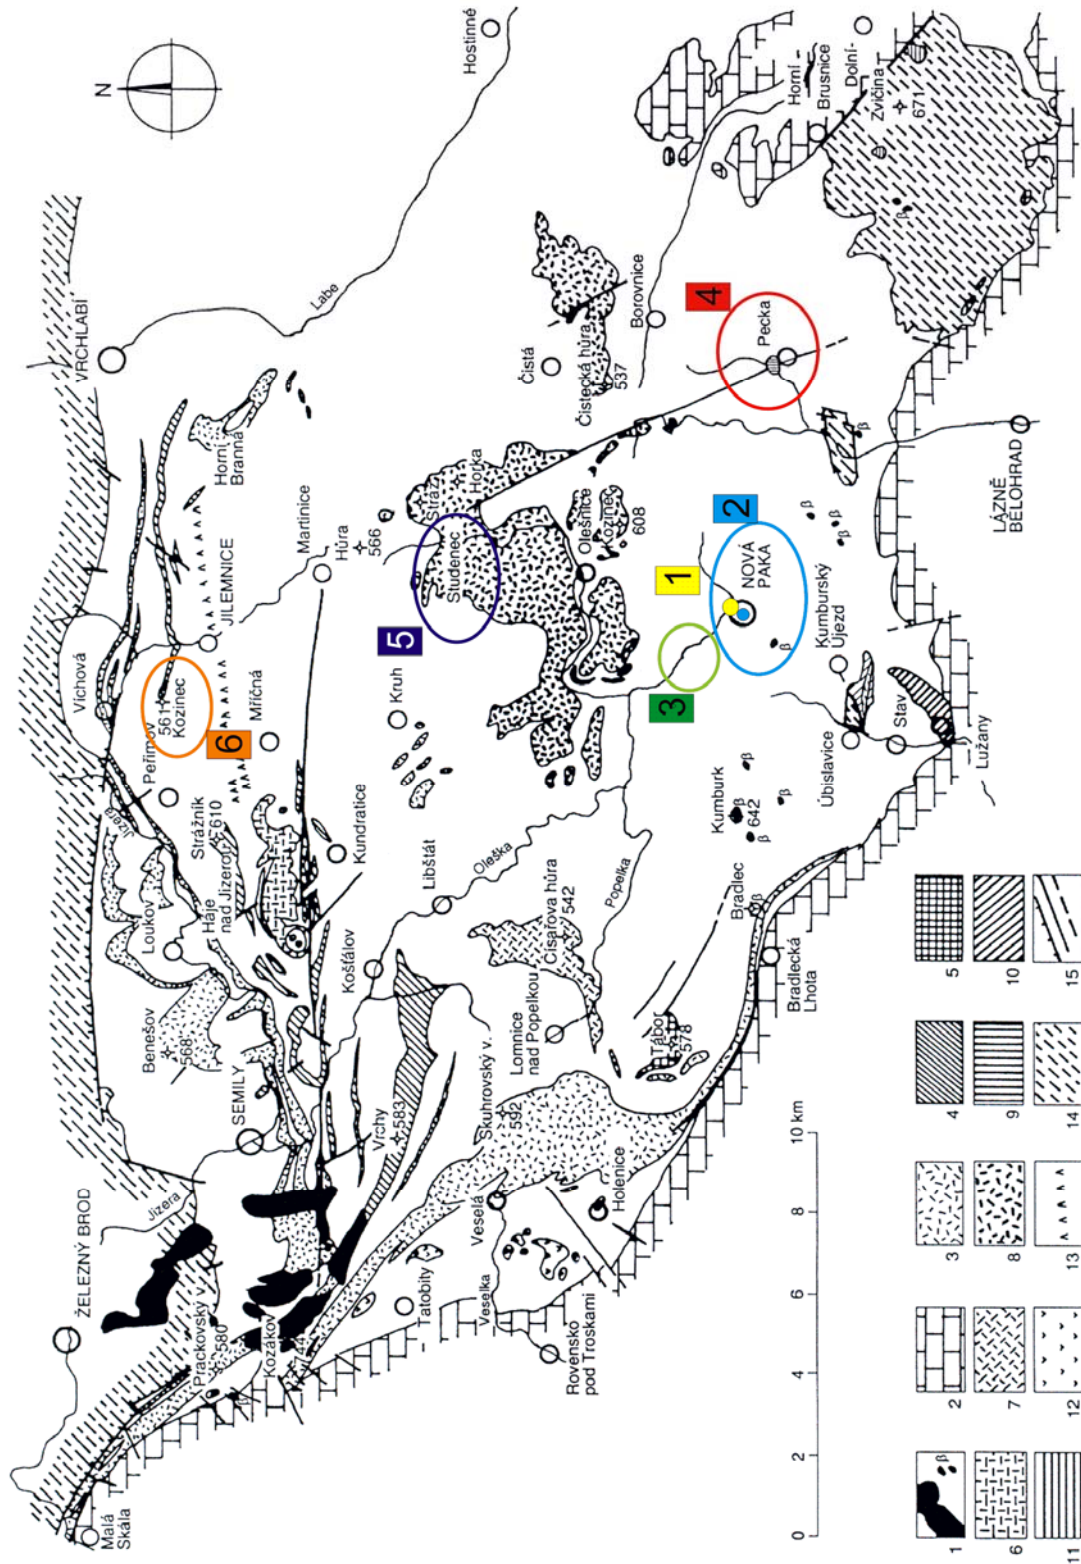 N
Hostinné
VRCHLABÍ
Labe
Víchová
Jizera
Peřimov
561
Kozinec
6
JILEMNICE
Horní
Branná
Mříčná
Strážník
610
Loukov
Háje
nad Jizerou
Benešov
568
SEMILY
ŽELEZNÝ BROD
Jizera
Malá
Skála
Prackovský v.
580
Kozákov
744
Kundratice
Martinice
Hůra
566
Kruh
5
Studenec
Stráž
Horka
Libštát
Oleška
Košťálov
Vrchy
583
Tatobity
Veselá
Veselka
Rovensko
pod Troskami
Holenice
Skuhrovský v.
592
Lomnice
nad Popelkou
Císařova hůra
542
Popelka
Tábor
578
Olešnice
Kozinec
608
Čistá
Čistecká hůra
537
Borovnice
4
Pecka
Horní
Brusnice
Dolní-
Zvičina
671
β
1
2
NOVÁ
PAKA
3
β
Kumburk
642
β
β
β
β
Bradlec
β
Bradlecká
Lhota
Kumburský
Újezd
β
β
β
β
Úbislavice
Stav
Lužany
LÁZNĚ
BĚLOHRAD
0
2
4
6
8
10 km
β
1
2
3
4
5
6
7
8
9
10
11
12
13
14
15